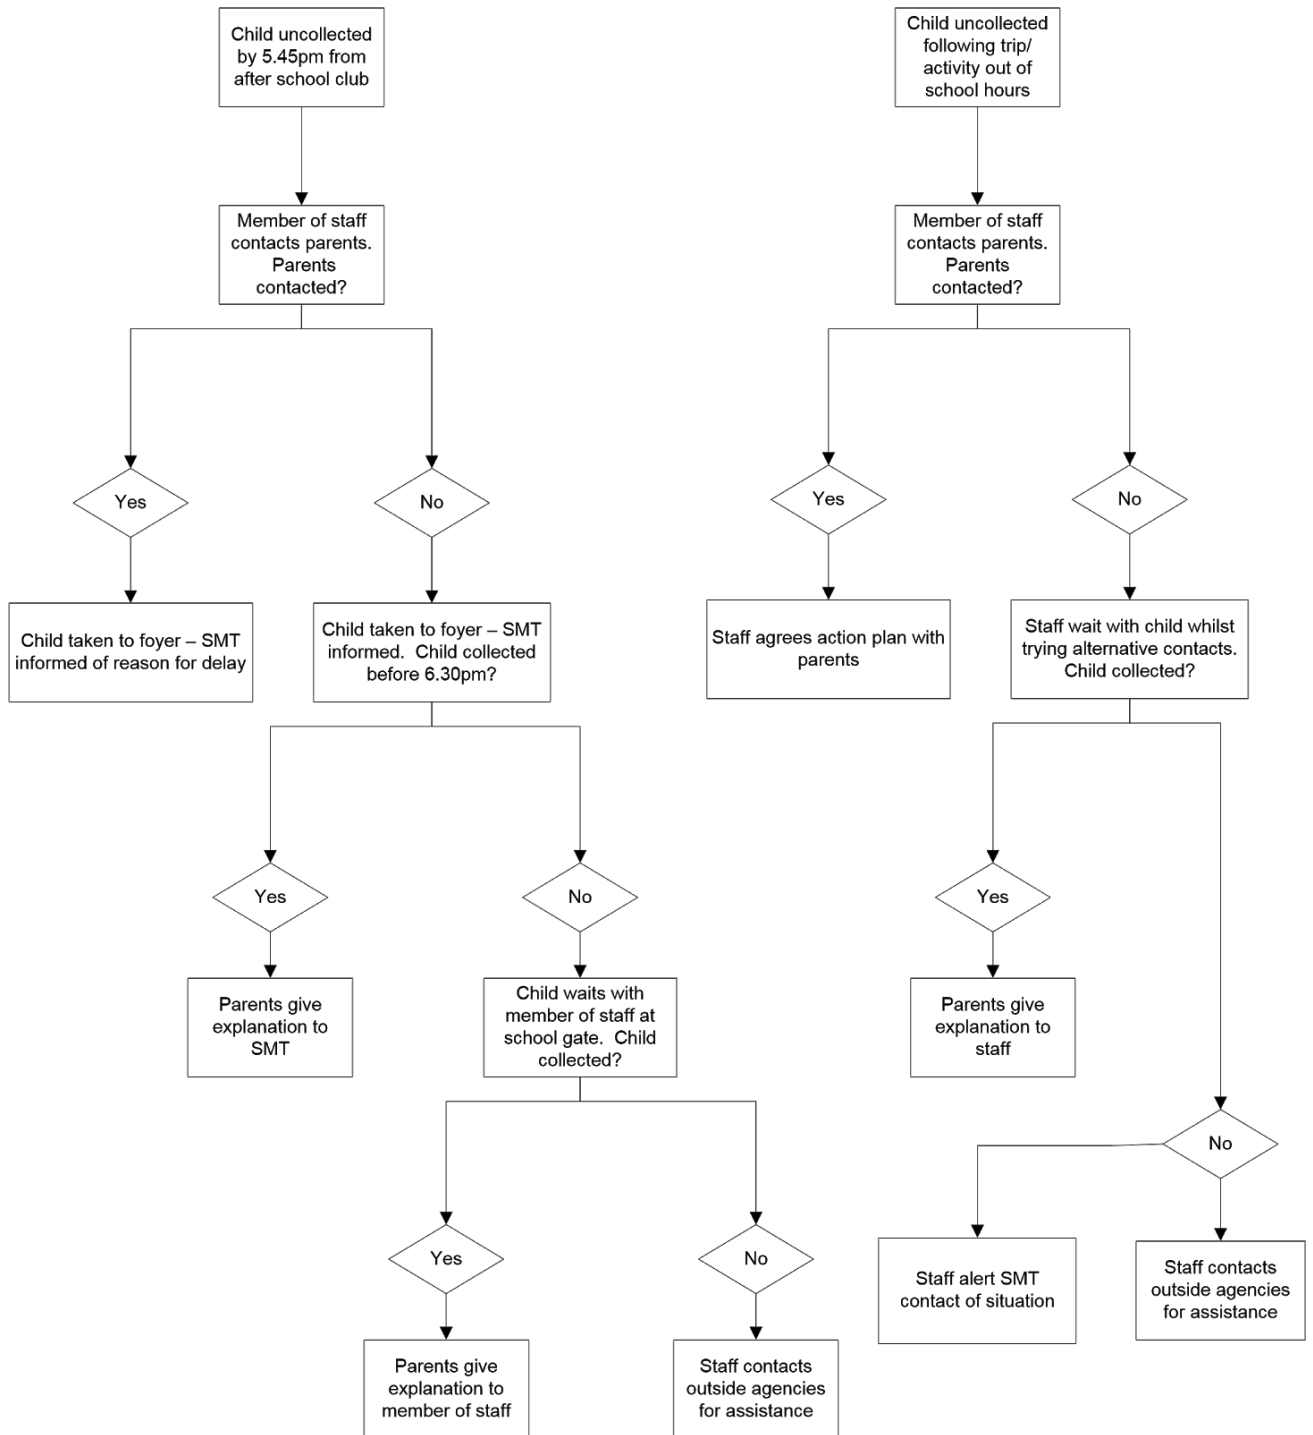 Child uncollected
by 5.45pm from
after school club
Member of staff
contacts parents.
Parents
contacted?
Yes
No
Child taken to foyer – SMT
informed of reason for delay
Child taken to foyer – SMT
informed.  Child collected
before 6.30pm?
Yes
No
Parents give
explanation to
SMT
Child waits with
member of staff at
school gate.  Child
collected?
Yes
No
Parents give
explanation to
member of staff
Staff contacts
outside agencies
for assistance
Child uncollected
following trip/
activity out of
school hours
Member of staff
contacts parents.
Parents
contacted?
Yes
No
Staff agrees action plan with
parents
Staff wait with child whilst
trying alternative contacts.
Child collected?
Yes
Parents give
explanation to
staff
No
Staff alert SMT
contact of situation
Staff contacts
outside agencies
for assistance